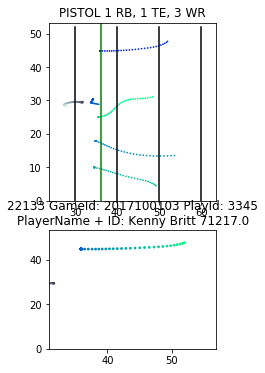 PISTOL 1 RB, 1 TE, 3 WR
50
40
30
20
10
0
30 40 50 60
22133 GameId: 2017100103 PlayId: 3345
PlayerName + ID: Kenny Britt 71217.0
40
20
0
40 50